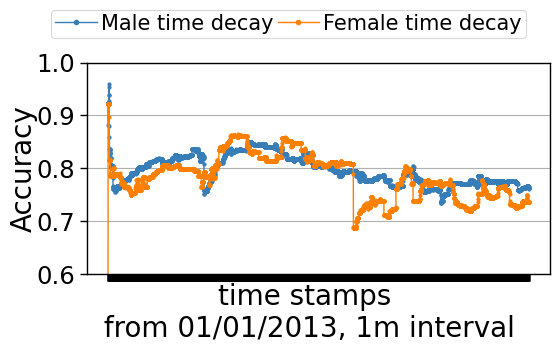 Male time decay Female time decay
1.0
0.9
0.8
0.7
0.6
Accuracy
time stamps
from 01/01/2013, 1m interval